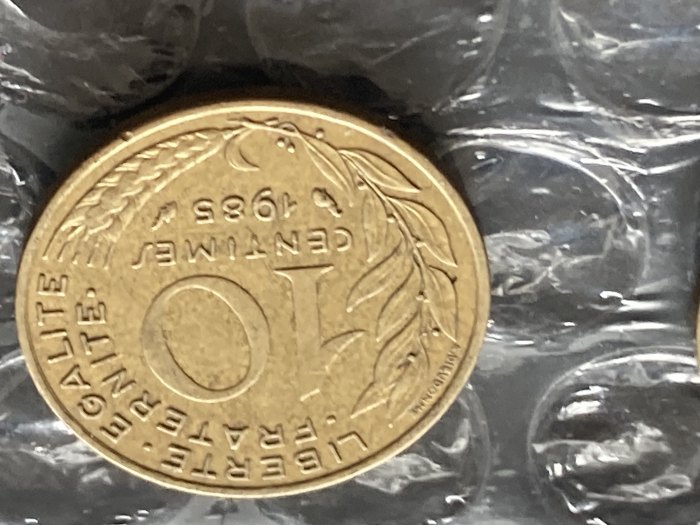 LIBERTE · EGALITE
· FRATERNITE ·
10
CENTIMES
1985